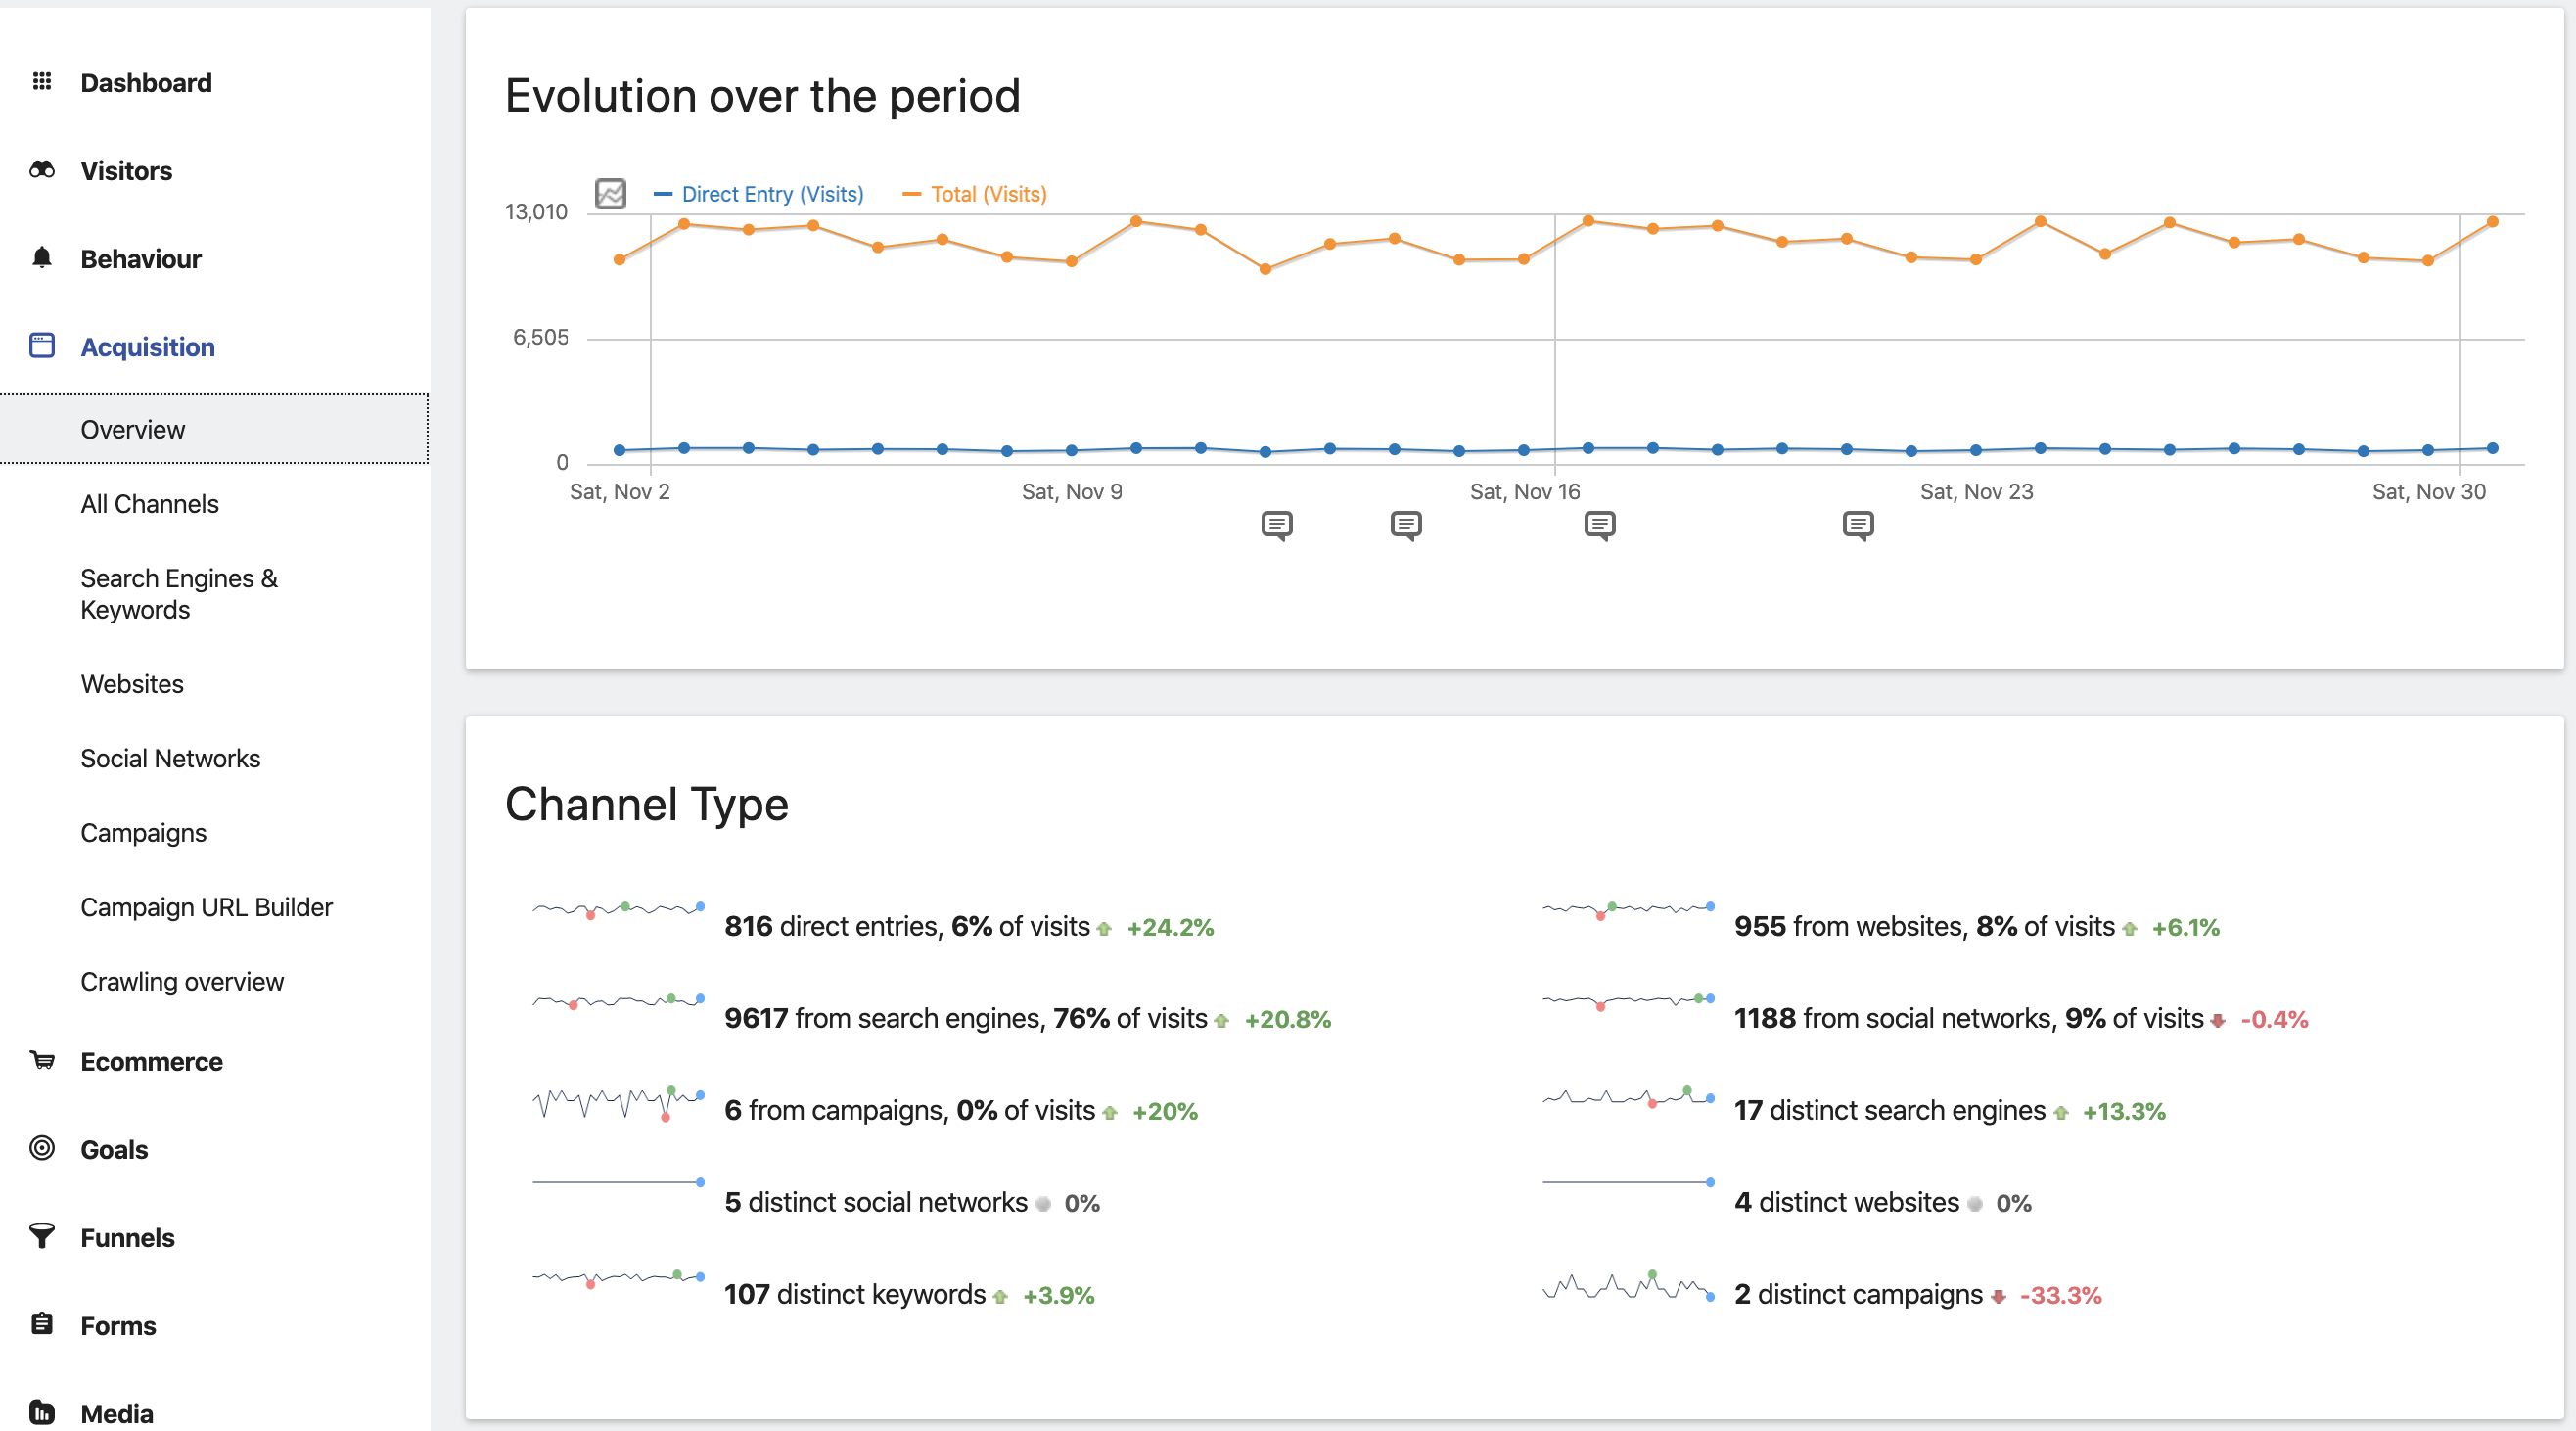 Dashboard
Visitors
Behaviour
Acquisition
Overview
All Channels
Search Engines &
Keywords
Websites
Social Networks
Campaigns
Campaign URL Builder
Crawling overview
Ecommerce
Goals
Funnels
Forms
Media
Evolution over the period
Direct Entry (Visits) Total (Visits)
13,010
6,505
0
Sat, Nov 2 Sat, Nov 9 Sat, Nov 16 Sat, Nov 23 Sat, Nov 30
Channel Type
816 direct entries, 6% of visits +24.2%
955 from websites, 8% of visits +6.1%
9617 from search engines, 76% of visits +20.8%
1188 from social networks, 9% of visits -0.4%
6 from campaigns, 0% of visits +20%
17 distinct search engines +13.3%
5 distinct social networks 0%
4 distinct websites 0%
107 distinct keywords +3.9%
2 distinct campaigns -33.3%